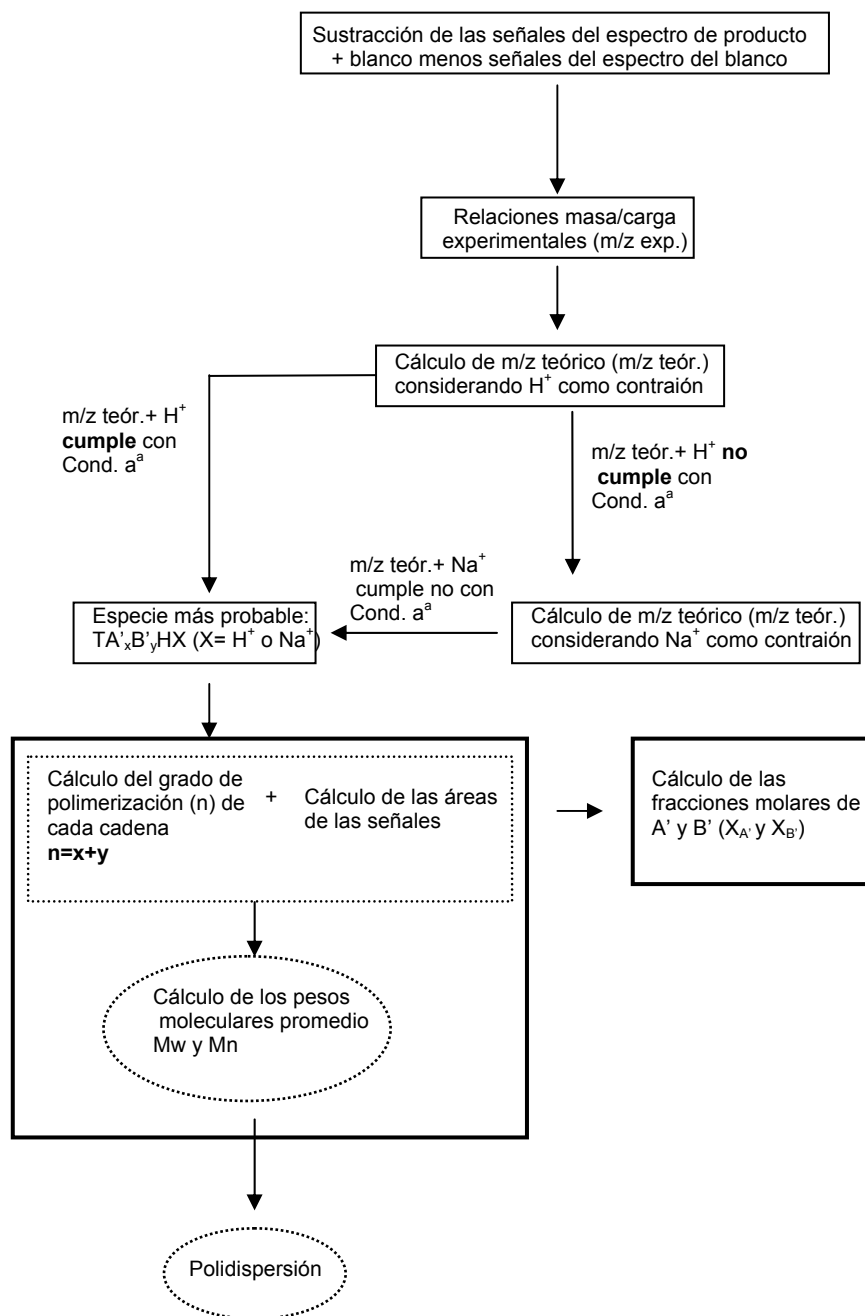 Sustracción de las señales del espectro de producto
+ blanco menos señales del espectro del blanco
Relaciones masa/carga
experimentales (m/z exp.)
Cálculo de m/z teórico (m/z teór.)
considerando H⁺ como contraión
m/z teór.+ H⁺
cumple con
Cond. aᵃ
m/z teór.+ H⁺ no
cumple con
Cond. aᵃ
m/z teór.+ Na⁺
cumple no con
Cond. aᵃ
Especie más probable:
TA'ₓB'ᵧHX (X= H⁺ o Na⁺)
Cálculo de m/z teórico (m/z teór.)
considerando Na⁺ como contraión
Cálculo del grado de
polimerización (n) de
cada cadena
n=x+y
+
Cálculo de las áreas
de las señales
Cálculo de las
fracciones molares de
A' y B' (X_A' y X_B')
Cálculo de los pesos
moleculares promedio
Mw y Mn
Polidispersión